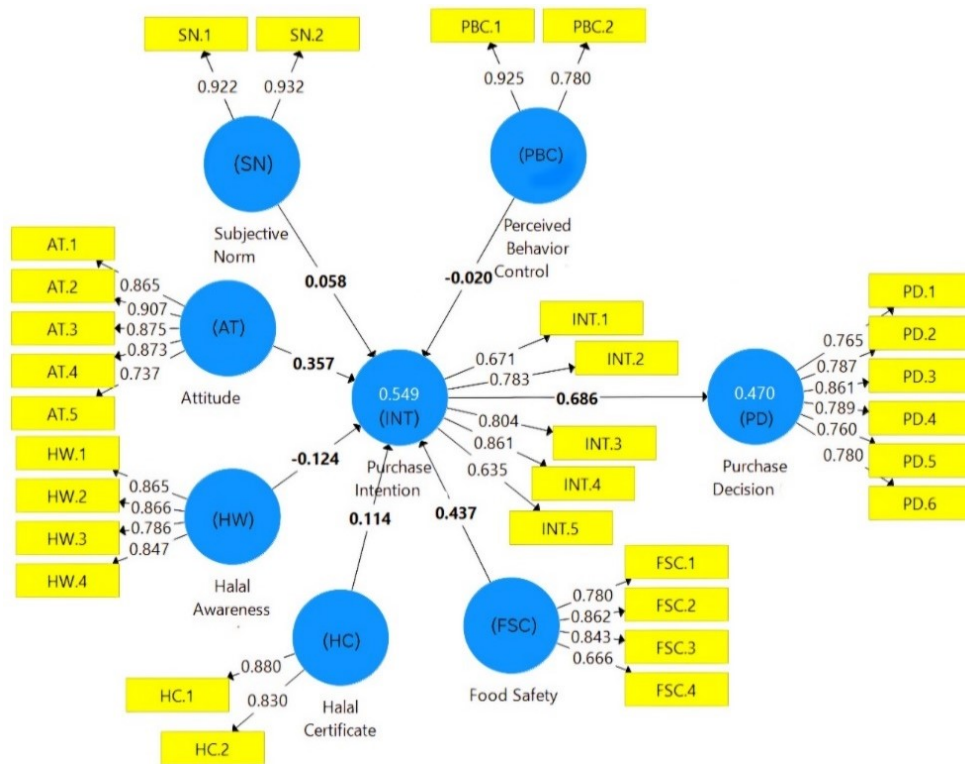 SN.1
SN.2
0.922
0.932
(SN)
Subjective
Norm
PBC.1
PBC.2
0.925
0.780
(PBC)
Perceived
Behavior
Control
0.058
-0.020
AT.1
AT.2
AT.3
AT.4
AT.5
0.865
0.907
0.875
0.873
0.737
(AT)
Attitude
0.357
HW.1
HW.2
HW.3
HW.4
0.865
0.866
0.786
0.847
(HW)
Halal
Awareness
-0.124
0.549
(INT)
Purchase
Intention
INT.1
INT.2
INT.3
INT.4
INT.5
0.671
0.783
0.804
0.861
0.635
0.686
0.470
(PD)
Purchase
Decision
PD.1
PD.2
PD.3
PD.4
PD.5
PD.6
0.765
0.787
0.861
0.789
0.760
0.780
0.114
0.437
(HC)
Halal
Certificate
0.880
0.830
HC.1
HC.2
(FSC)
Food Safety
0.780
0.862
0.843
0.666
FSC.1
FSC.2
FSC.3
FSC.4